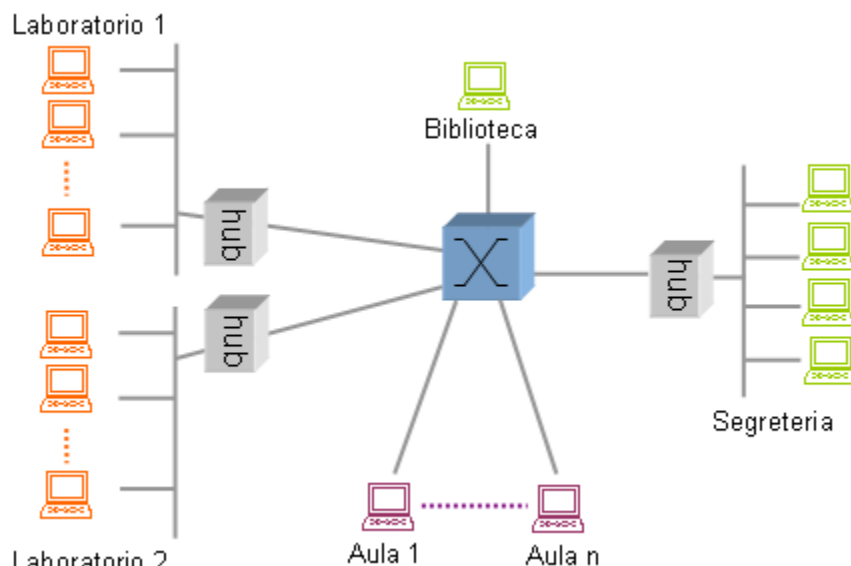 Laboratorio 1
Biblioteca
hub
hub
hub
Segreteria
Aula 1
Aula n
Laboratorio 2